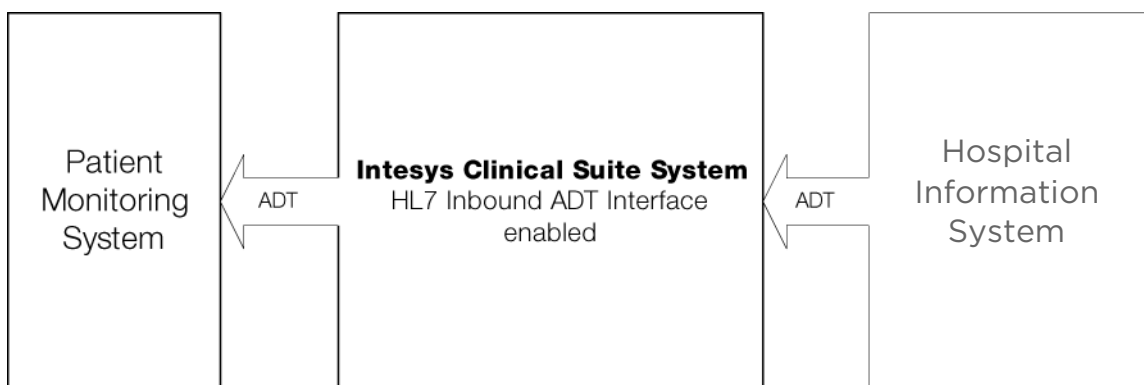 Patient
Monitoring
System
ADT
Intesys Clinical Suite System
HL7 Inbound ADT Interface
enabled
ADT
Hospital
Information
System